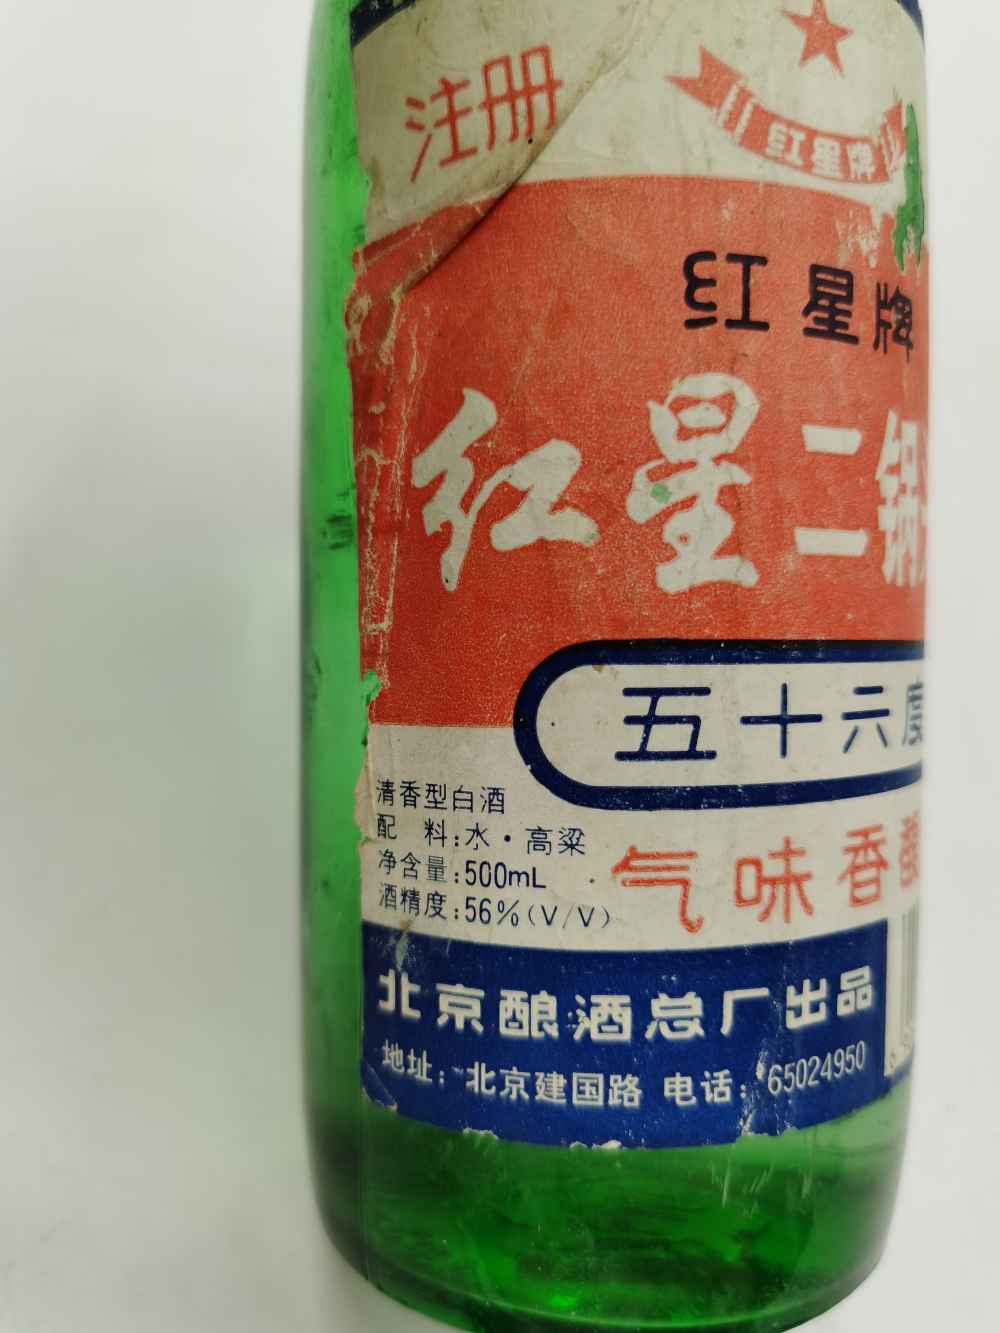 注册
红星牌
红星牌
红星二锅
五十六度
清香型白酒
配 料:水·高粱
净含量:500mL
酒精度:56%(V/V)
气味香
北京酿酒总厂出品
地址:北京建国路 电话:65024950